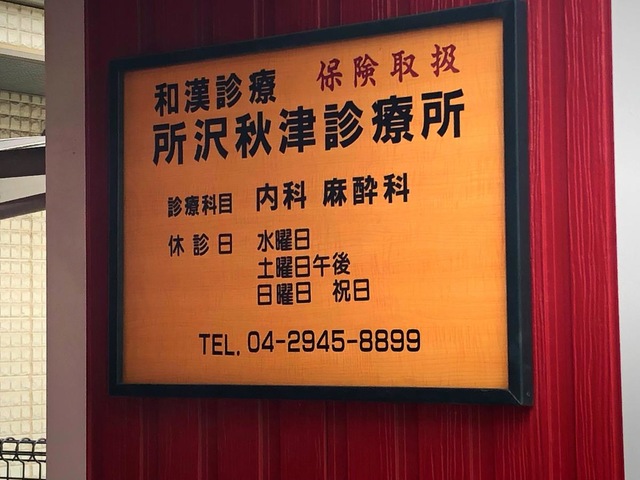 和漢診療 保険取扱
所沢秋津診療所
診療科目 内科 麻酔科
休診日 水曜日
土曜日午後
日曜日 祝日
TEL. 04-2945-8899